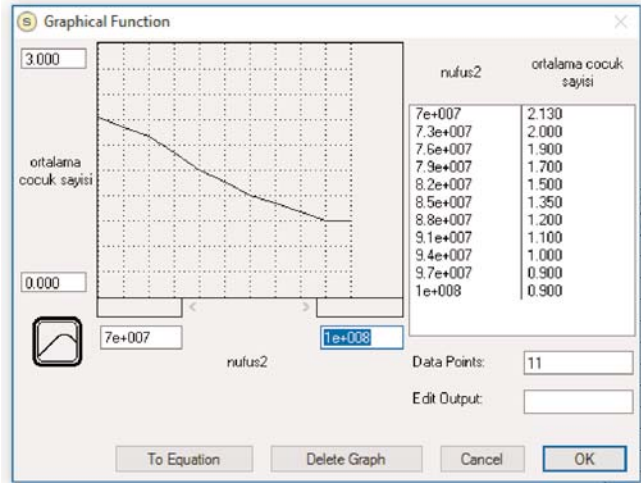 Graphical Function
3.000
ortalama
cocuk sayisi
0.000
7e+007
nufus2
1e+008
nufus2 ortalama cocuk
sayisi
7e+007 2.130
7.3e+007 2.000
7.6e+007 1.900
7.9e+007 1.700
8.2e+007 1.500
8.5e+007 1.350
8.8e+007 1.200
9.1e+007 1.100
9.4e+007 1.000
9.7e+007 0.900
1e+008 0.900
Data Points: 11
Edit Output:
To Equation Delete Graph Cancel OK